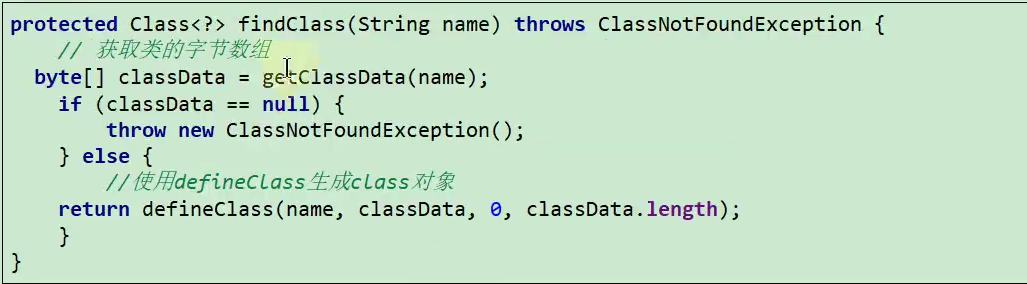 protected Class<?> findClass(String name) throws ClassNotFoundException {
// 获取类的字节数组
byte[] classData = getClassData(name);
if (classData == null) {
throw new ClassNotFoundException();
} else {
//使用defineClass生成class对象
return defineClass(name, classData, 0, classData.length);
}
}